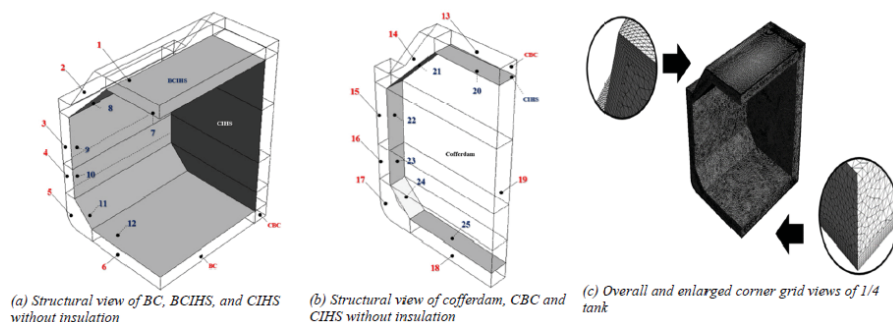 1
2
BCIHS
8
3
7
CIHS
9
4
10
5
11
12
6
CBC
BC
13
14
CBC
CIHS
21
20
15
22
Cofferdam
16
23
19
17
24
25
18
(a) Structural view of BC, BCIHS, and CIHS
without insulation
(b) Structural view of cofferdam, CBC and
CIHS without insulation
(c) Overall and enlarged corner grid views of 1/4
tank